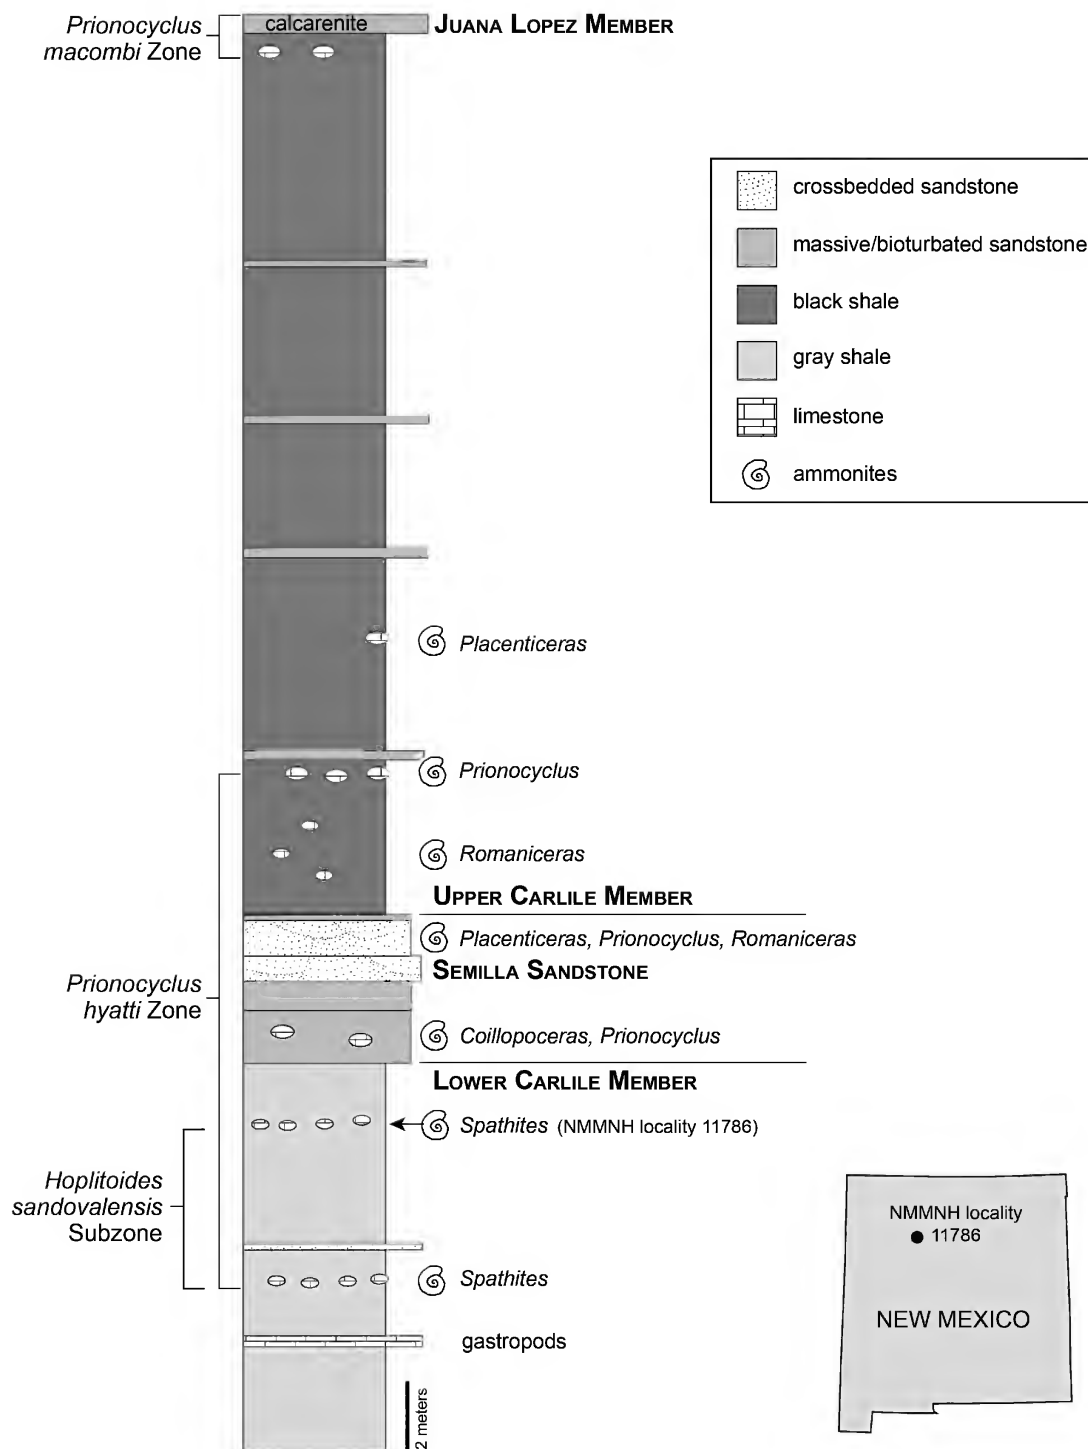 Prionocyclus
macombi Zone
calcarenite
JUANA LOPEZ MEMBER
crossbedded sandstone
massive/bioturbated sandstone
black shale
gray shale
limestone
ammonites
Placenticeras
Prionocyclus
Romaniceras
UPPER CARLILE MEMBER
Placenticeras, Prionocyclus, Romaniceras
SEMILLA SANDSTONE
Prionocyclus
hyatti Zone
Coillopoceras, Prionocyclus
LOWER CARLILE MEMBER
Spathites (NMMNH locality 11786)
Hoplitoides
sandovalensis
Subzone
Spathites
gastropods
2 meters
NMMNH locality
11786
NEW MEXICO